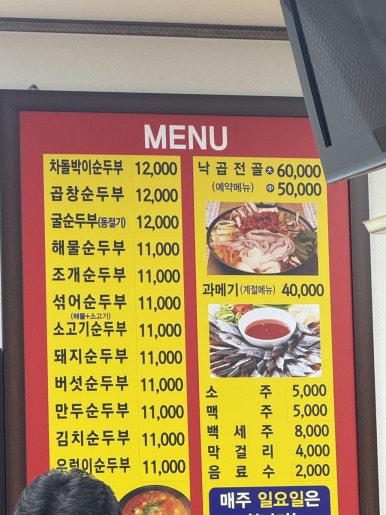 MENU
차돌박이순두부 12,000
곱창순두부 12,000
굴순두부(동절기) 12,000
해물순두부 11,000
조개순두부 11,000
섞어순두부 11,000
(해물+소고기)
소고기순두부 11,000
돼지순두부 11,000
버섯순두부 11,000
만두순두부 11,000
김치순두부 11,000
우렁이순두부 11,000
낙곱전골 大 60,000
(예약메뉴) 中 50,000
과메기(계절메뉴) 40,000
소주 5,000
맥주 5,000
백세주 8,000
막걸리 4,000
음료수 2,000
매주 일요일은